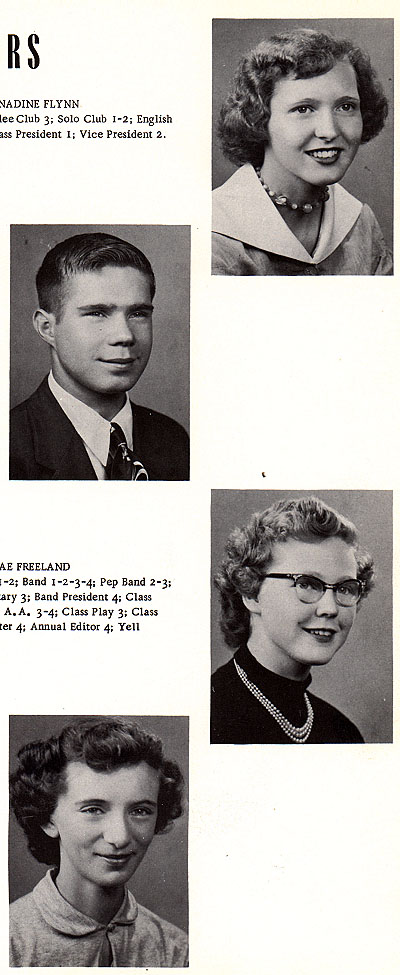 RS
NADINE FLYNN
lee Club 3; Solo Club 1-2; English
ass President 1; Vice President 2.
AE FREELAND
1-2; Band 1-2-3-4; Pep Band 2-3;
ary 3; Band President 4; Class
A.A. 3-4; Class Play 3; Class
ter 4; Annual Editor 4; Yell